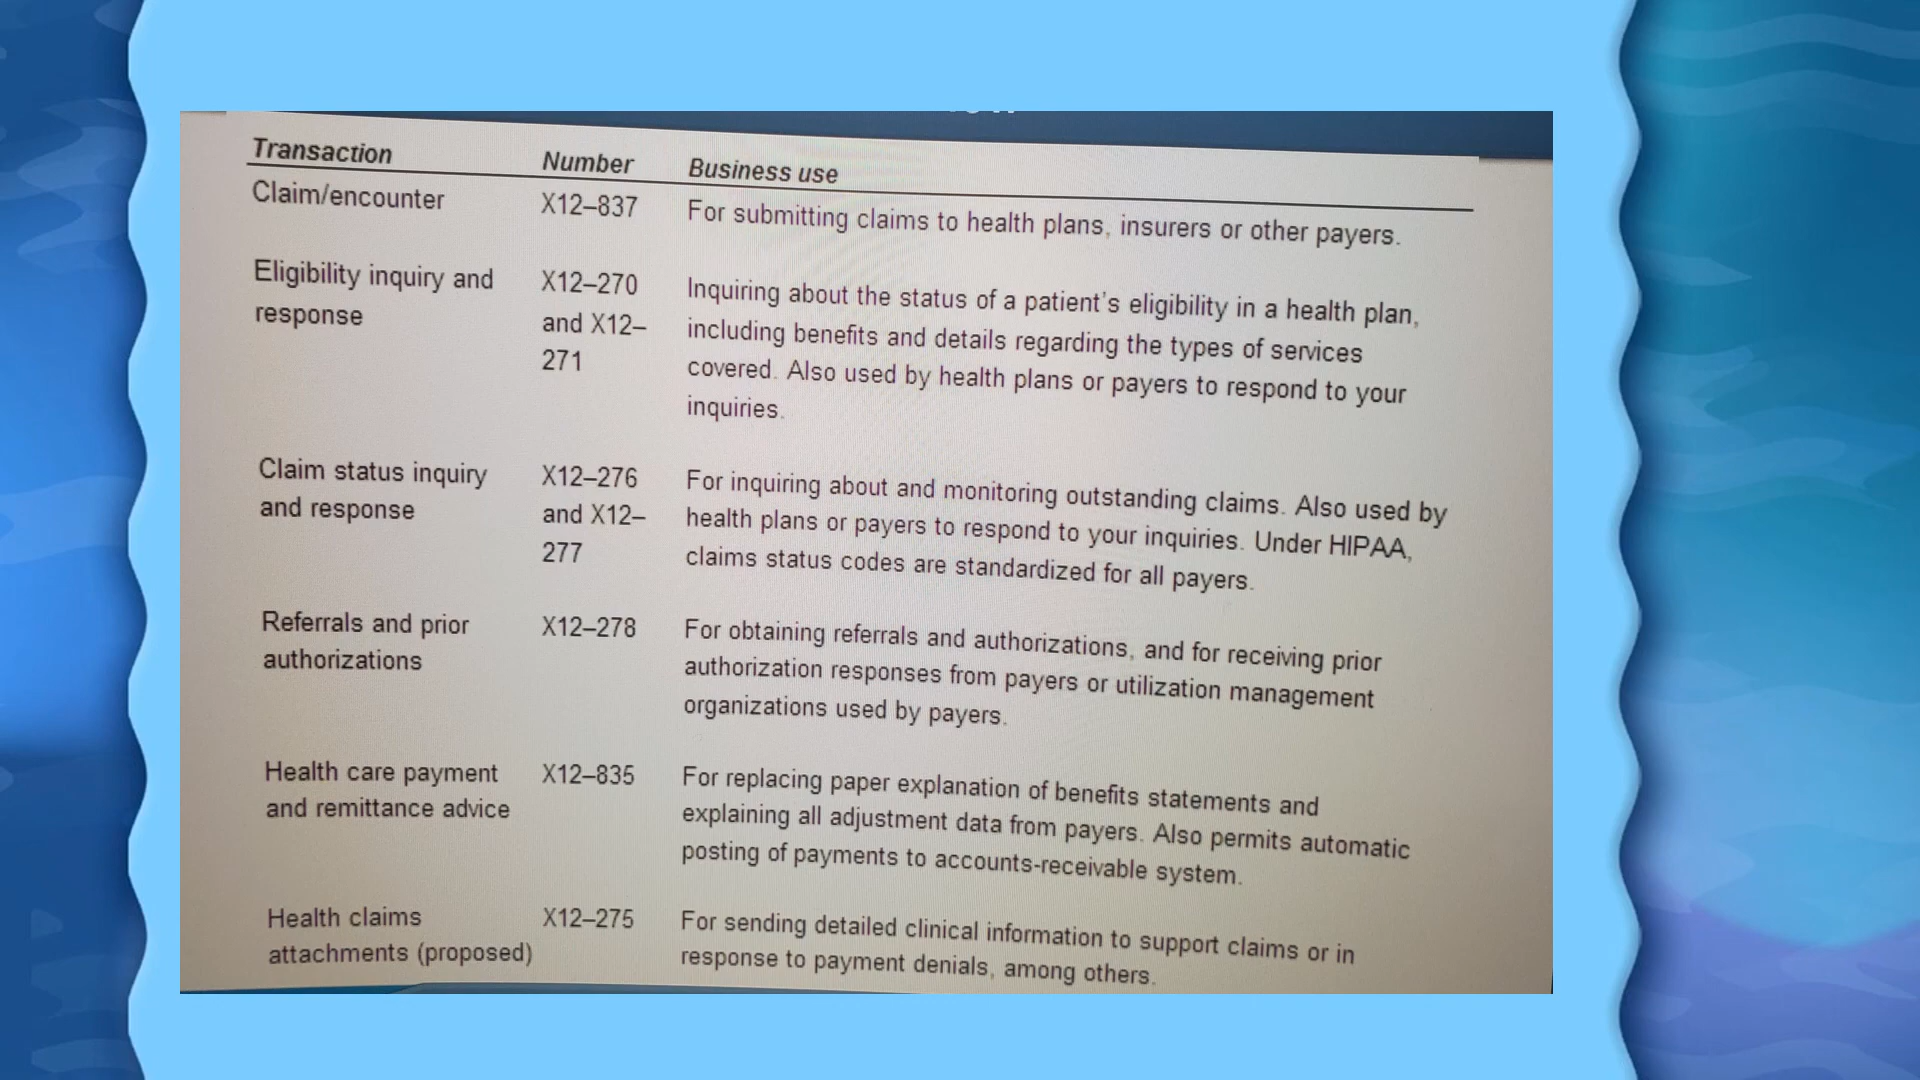 Transaction Number Business use
Claim/encounter X12–837 For submitting claims to health plans, insurers or other payers.
Eligibility inquiry and response X12–270 and X12–271 Inquiring about the status of a patient's eligibility in a health plan,
including benefits and details regarding the types of services
covered. Also used by health plans or payers to respond to your
inquiries.
Claim status inquiry and response X12–276 and X12–277 For inquiring about and monitoring outstanding claims. Also used by
health plans or payers to respond to your inquiries. Under HIPAA,
claims status codes are standardized for all payers.
Referrals and prior authorizations X12–278 For obtaining referrals and authorizations, and for receiving prior
authorization responses from payers or utilization management
organizations used by payers.
Health care payment and remittance advice X12–835 For replacing paper explanation of benefits statements and
explaining all adjustment data from payers. Also permits automatic
posting of payments to accounts-receivable system.
Health claims attachments (proposed) X12–275 For sending detailed clinical information to support claims or in
response to payment denials, among others.